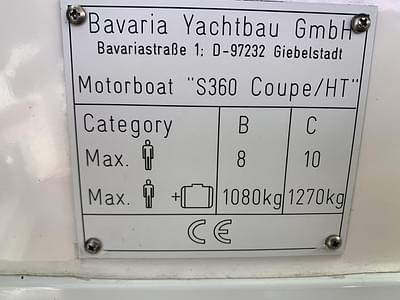 Bavaria Yachtbau GmbH
Bavariastraße 1; D-97232 Giebelstadt
Motorboat "S360 Coupe/HT"
Category B C
Max. 8 10
Max. + 1080kg 1270kg
CE